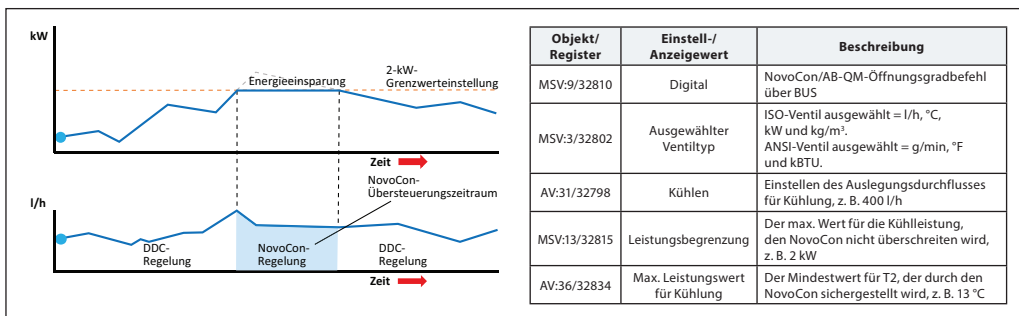 kW
2-kW-
Grenzwerteinstellung
Energieeinsparung
Zeit
NovoCon-
Übersteuerungszeitraum
l/h
DDC-
Regelung
NovoCon-
Regelung
DDC-
Regelung
Zeit
Objekt/
Register
Einstell-/
Anzeigewert
Beschreibung
MSV:9/32810
Digital
NovoCon/AB-QM-Öffnungsgradbefehl
über BUS
MSV:3/32802
Ausgewählter
Ventiltyp
ISO-Ventil ausgewählt = l/h, °C,
kW und kg/m³.
ANSI-Ventil ausgewählt = g/min, °F
und kBTU.
AV:31/32798
Kühlen
Einstellen des Auslegungsdurchflusses
für Kühlung, z. B. 400 l/h
MSV:13/32815
Leistungsbegrenzung
Der max. Wert für die Kühlleistung,
den NovoCon nicht überschreiten wird,
z. B. 2 kW
AV:36/32834
Max. Leistungswert
für Kühlung
Der Mindestwert für T2, der durch den
NovoCon sichergestellt wird, z. B. 13 °C